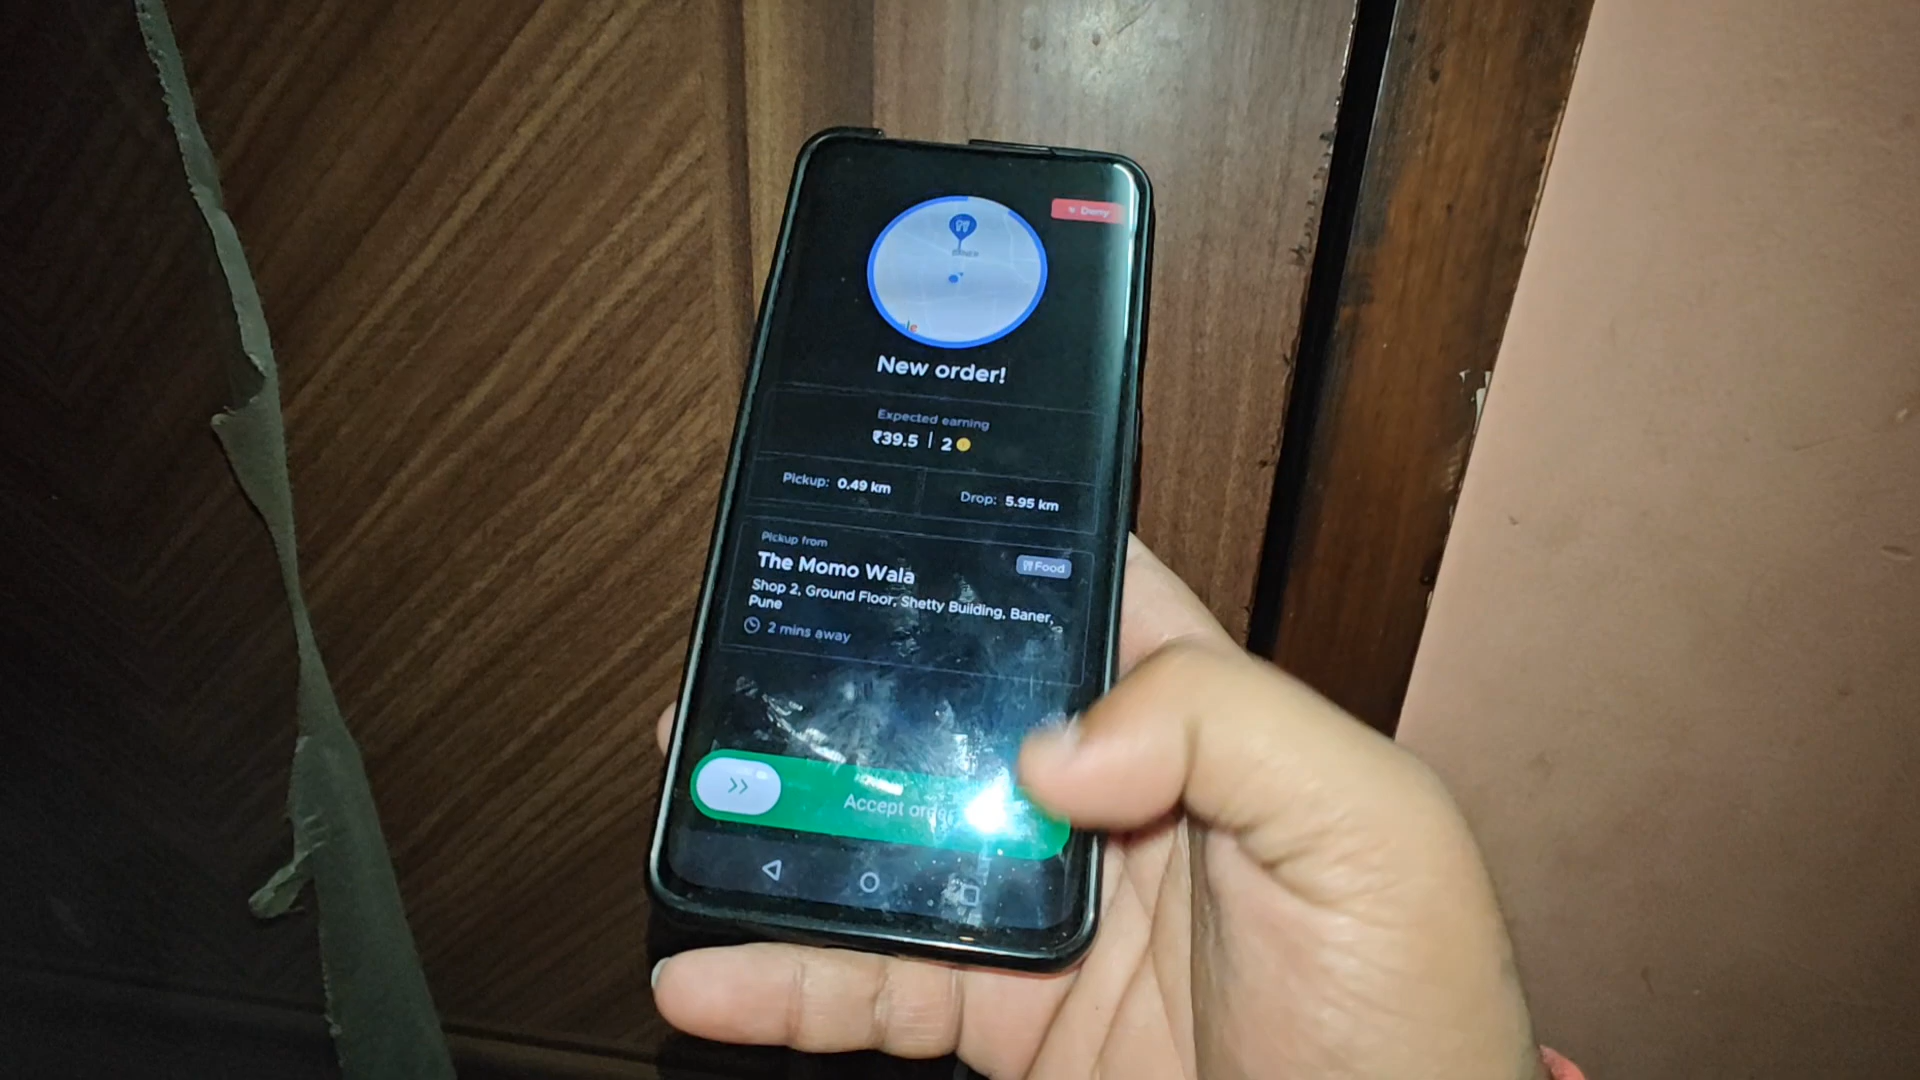 Deny
New order!
Expected earning
₹39.5 | 2
Pickup: 0.49 km
Drop: 5.95 km
Pickup from
The Momo Wala
Food
Shop 2, Ground Floor, Shetty Building, Baner,
Pune
2 mins away
Accept order